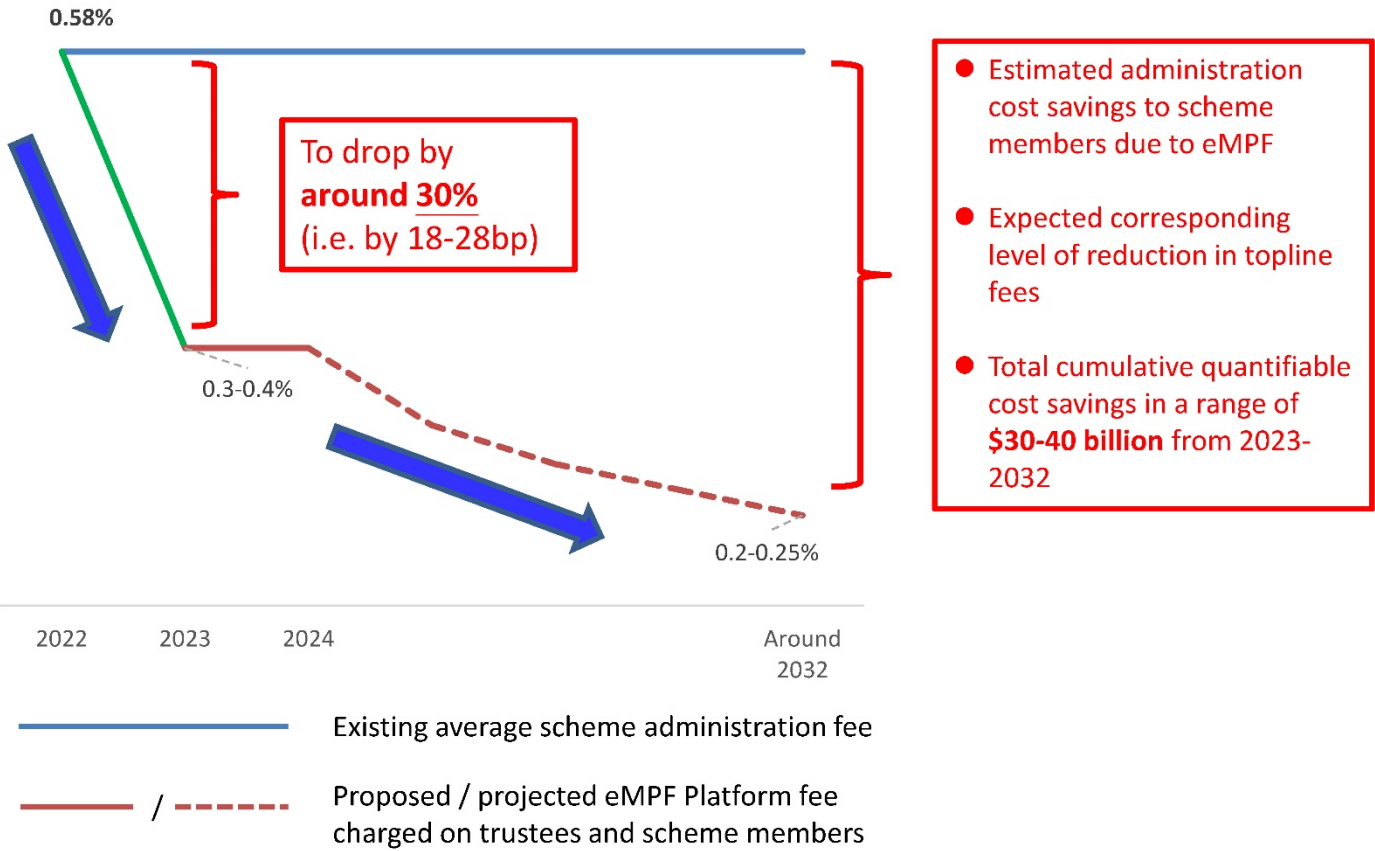 0.58%
To drop by
around 30%
(i.e. by 18-28bp)
● Estimated administration
cost savings to scheme
members due to eMPF
● Expected corresponding
level of reduction in topline
fees
● Total cumulative quantifiable
cost savings in a range of
$30-40 billion from 2023-
2032
0.3-0.4%
0.2-0.25%
2022
2023
2024
Around
2032
Existing average scheme administration fee
/
Proposed / projected eMPF Platform fee
charged on trustees and scheme members